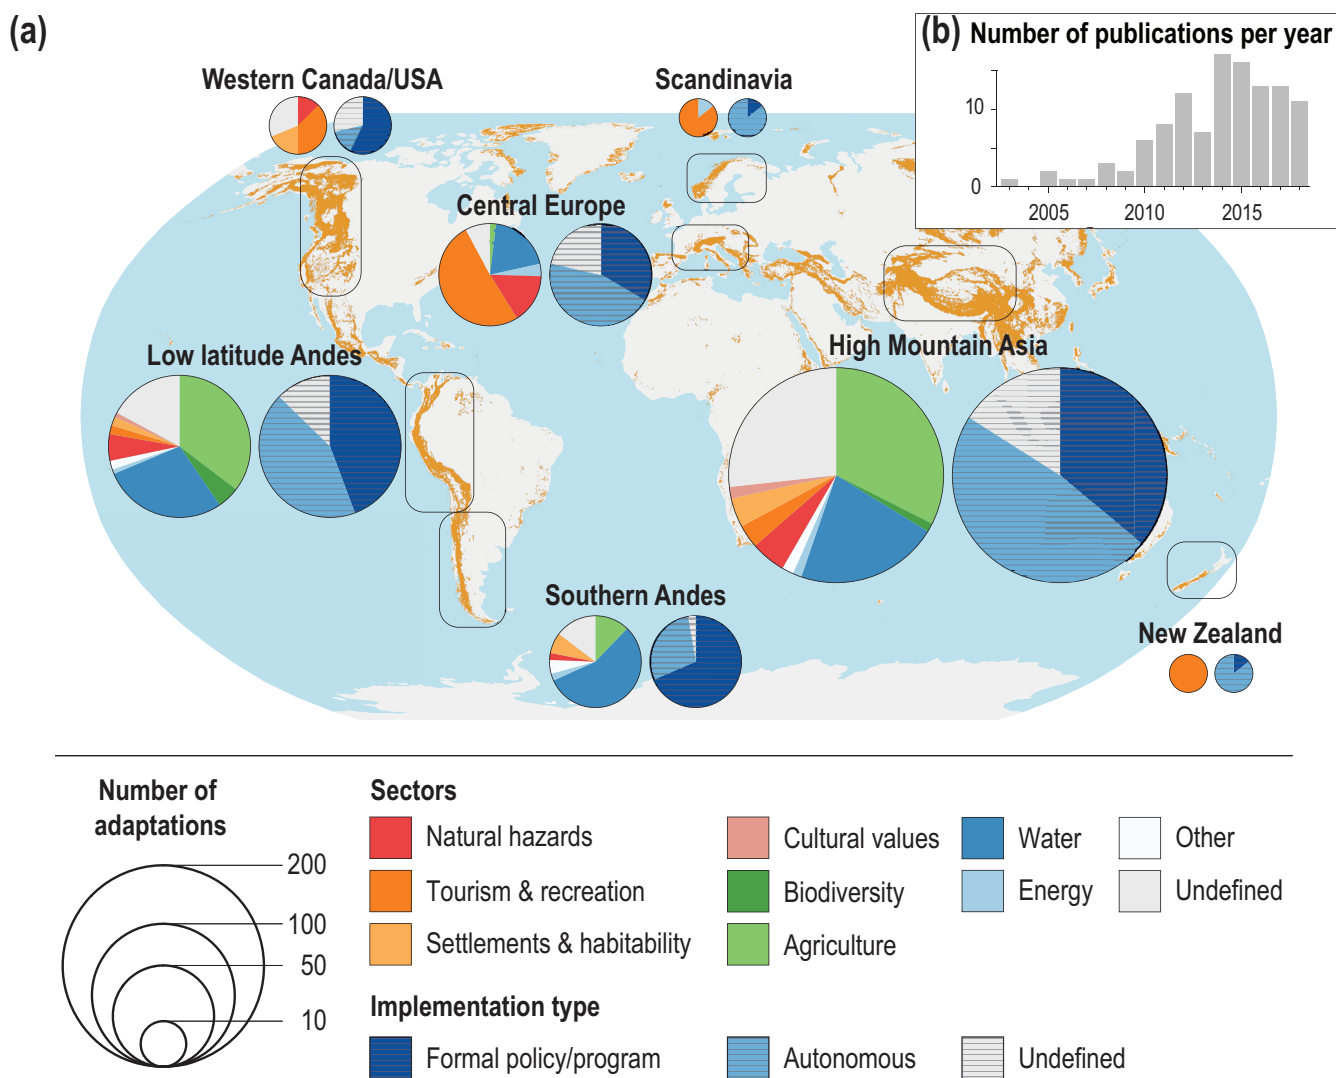 (a)
(b) Number of publications per year
10
0
2005 2010 2015
Western Canada/USA
Scandinavia
Central Europe
Low latitude Andes
High Mountain Asia
Southern Andes
New Zealand
Number of
adaptations
200
100
50
10
Sectors
Natural hazards
Cultural values
Water
Other
Tourism & recreation
Biodiversity
Energy
Undefined
Settlements & habitability
Agriculture
Implementation type
Formal policy/program
Autonomous
Undefined